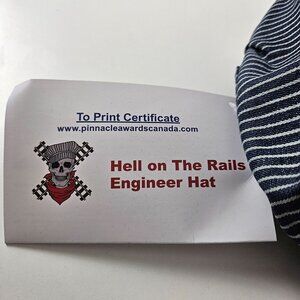 To Print Certificate
www.pinnacleawardscanada.com
Hell on The Rails
Engineer Hat